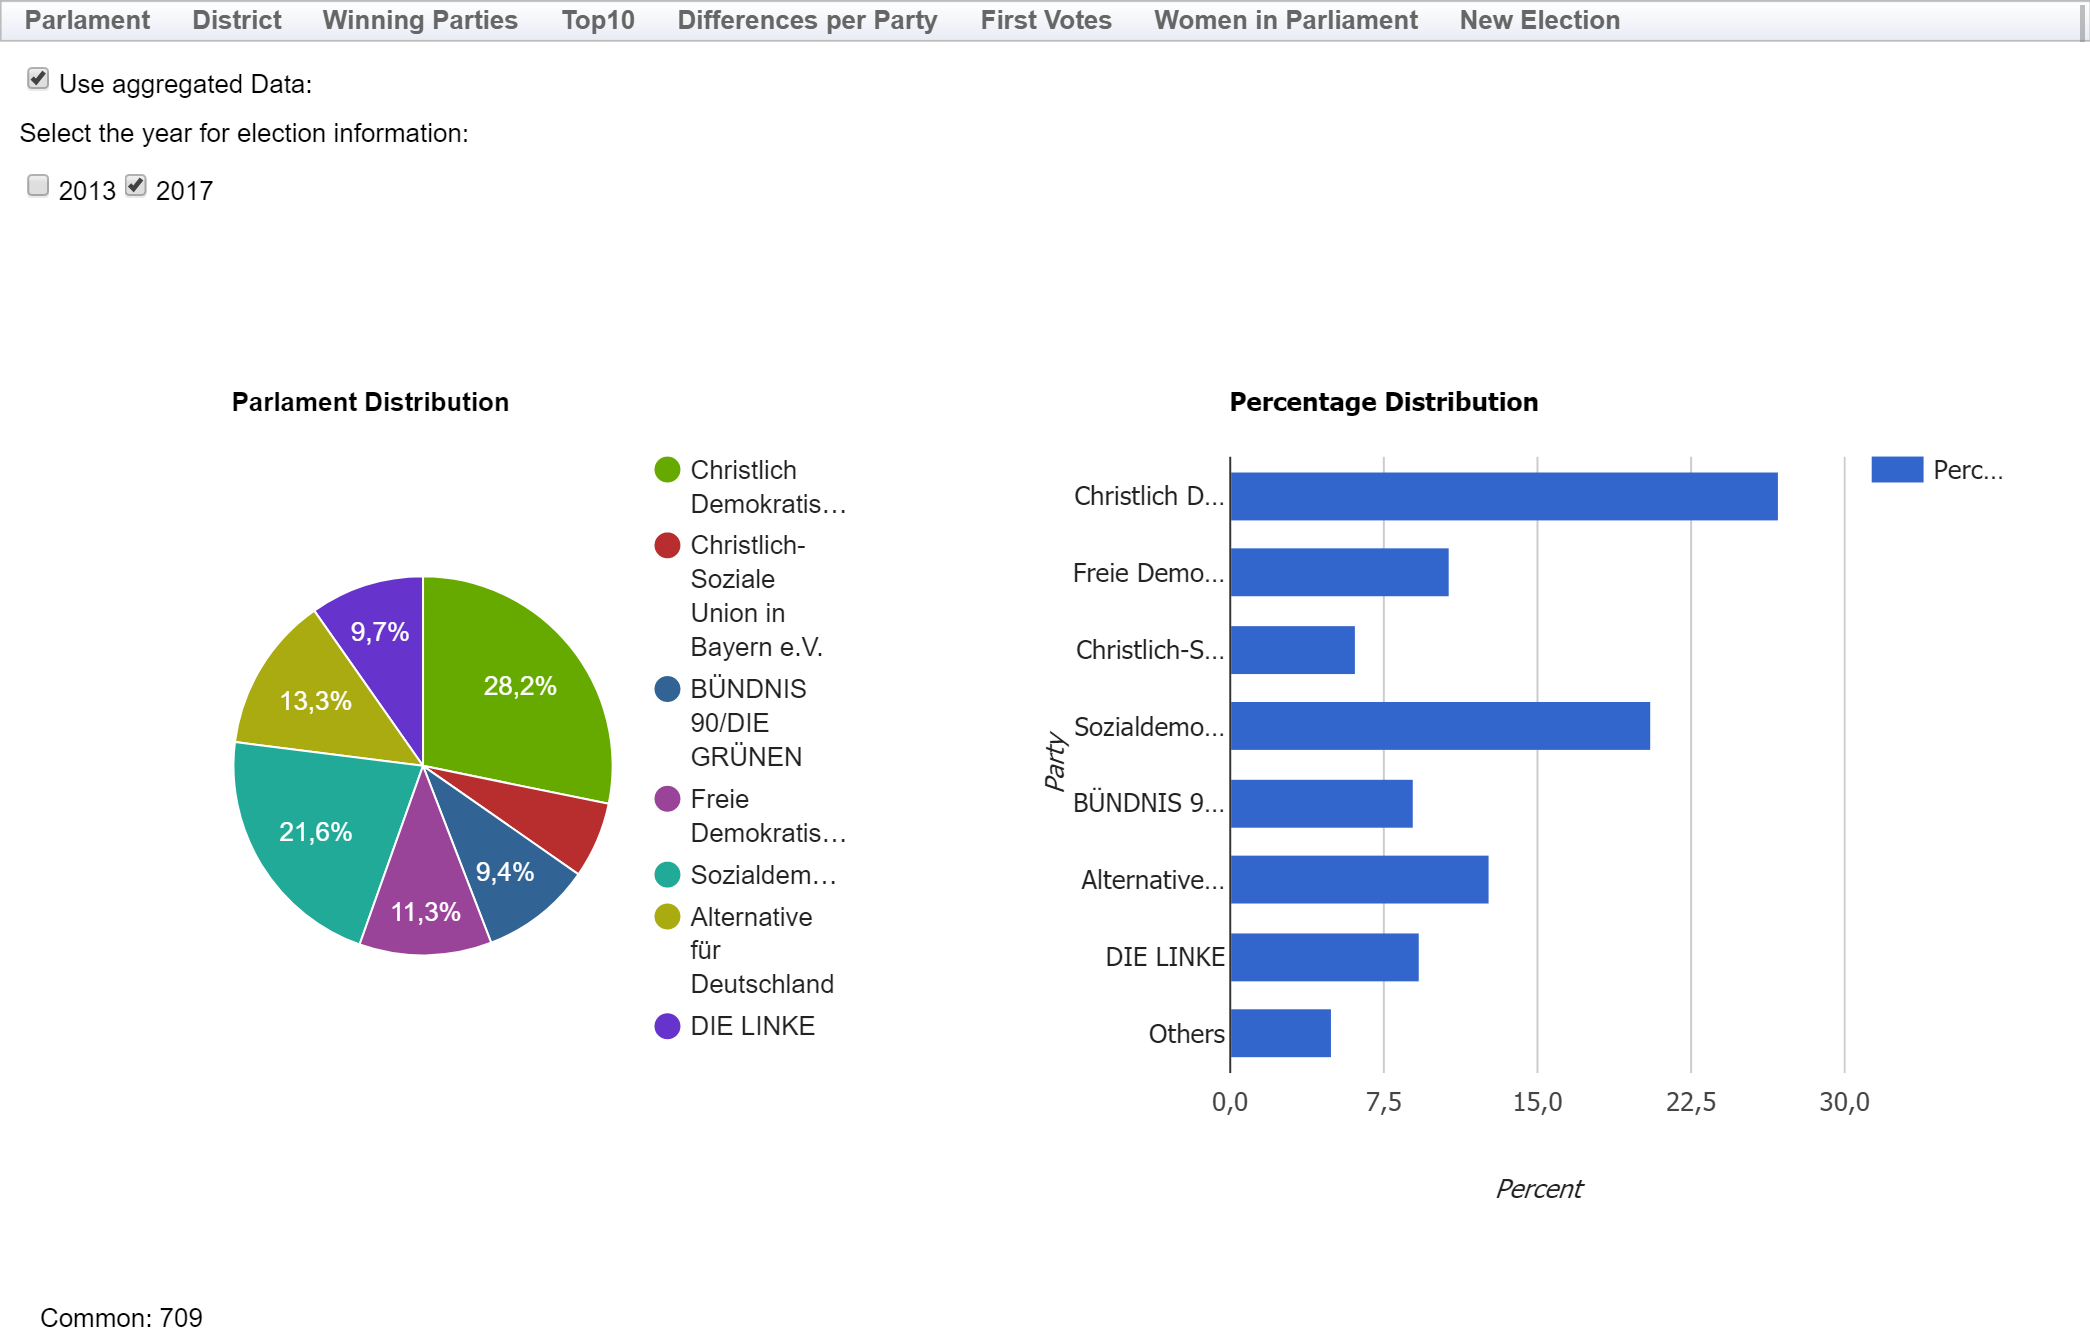 Parlament District Winning Parties Top10 Differences per Party First Votes Women in Parliament New Election
Use aggregated Data:
Select the year for election information:
2013 2017
Parlament Distribution
28,2%
9,4%
11,3%
21,6%
13,3%
9,7%
Christlich
Demokratis…
Christlich-
Soziale
Union in
Bayern e.V.
BÜNDNIS
90/DIE
GRÜNEN
Freie
Demokratis…
Sozialdem…
Alternative
für
Deutschland
DIE LINKE
Percentage Distribution
Perc...
Party
Christlich D...
Freie Demo...
Christlich-S...
Sozialdemo...
BÜNDNIS 9...
Alternative...
DIE LINKE
Others
0,0 7,5 15,0 22,5 30,0
Percent
Common: 709